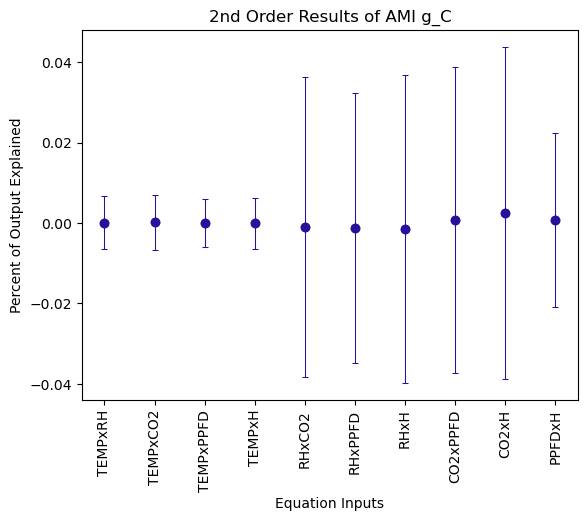 2nd Order Results of AMI g_C
Percent of Output Explained
0.04
0.02
0.00
−0.02
−0.04
TEMPxRH
TEMPxCO2
TEMPxPPFD
TEMPxH
RHxCO2
RHxPPFD
RHxH
CO2xPPFD
CO2xH
PPFDxH
Equation Inputs